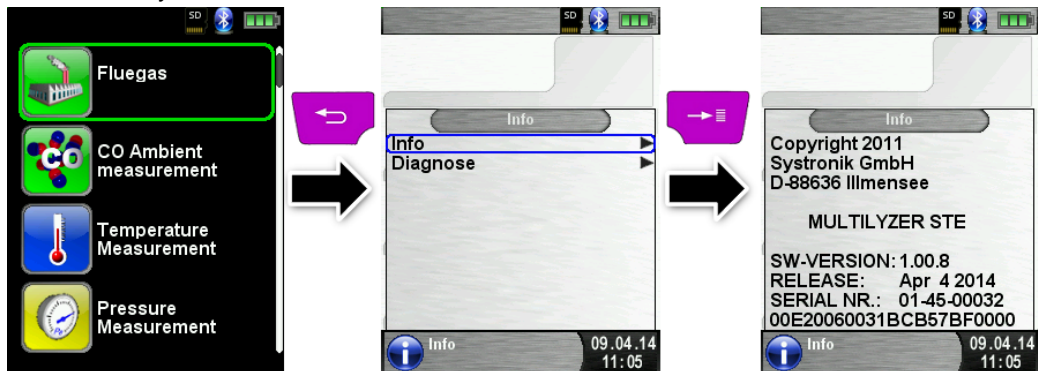 SD
Fluegas
CO
CO Ambient
measurement
Temperature
Measurement
Pressure
Measurement
SD
Info
Info
Diagnose
Info
09.04.14
11:05
SD
Info
Copyright 2011
Systronik GmbH
D-88636 Illmensee
MULTILYZER STE
SW-VERSION: 1.00.8
RELEASE: Apr 4 2014
SERIAL NR.: 01-45-00032
00E20060031BCB57BF0000
Info
09.04.14
11:05